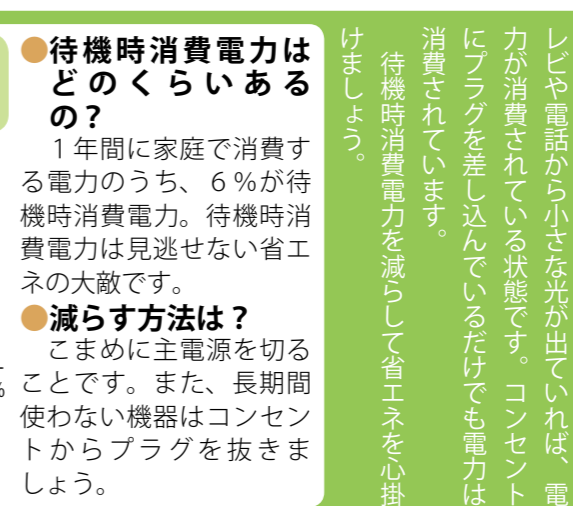 レビや電話から小さな光が出ていれば、電
力が消費されている状態です。コンセント
にプラグを差し込んでいるだけでも電力は
消費されています。
待機時消費電力を減らして省エネを心掛
けましょう。
●待機時消費電力は
どのくらいある
の？
１年間に家庭で消費す
る電力のうち、６%が待
機時消費電力。待機時消
費電力は見逃せない省エ
ネの大敵です。
●減らす方法は？
こまめに主電源を切る
ことです。また、長期間
使わない機器はコンセン
トからプラグを抜きま
しょう。
%